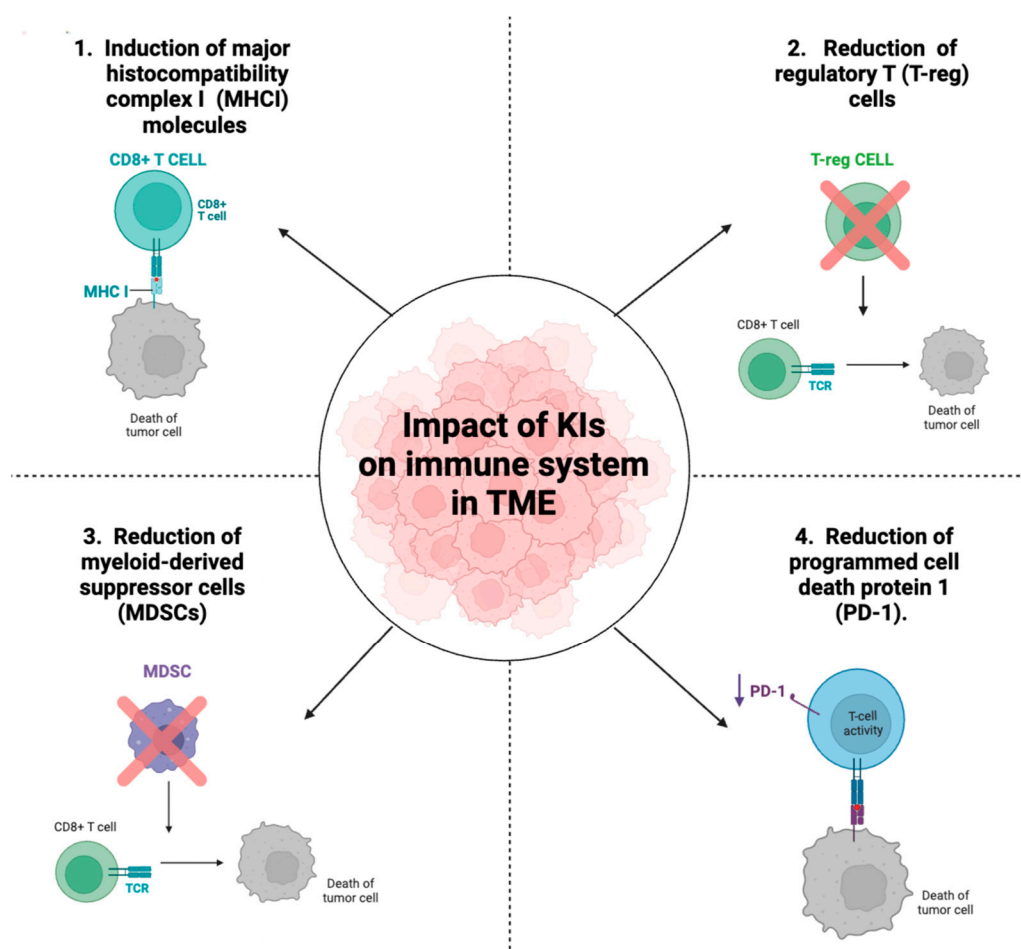 1. Induction of major
histocompatibility
complex I (MHCI)
molecules
CD8+ T CELL
CD8+
T cell
MHC I
Death of
tumor cell
2. Reduction of
regulatory T (T-reg)
cells
T-reg CELL
CD8+ T cell
TCR
Death of
tumor cell
Impact of KIs
on immune system
in TME
3. Reduction of
myeloid-derived
suppressor cells
(MDSCs)
MDSC
CD8+ T cell
TCR
Death of
tumor cell
4. Reduction of
programmed cell
death protein 1
(PD-1).
PD-1
T-cell
activity
Death of
tumor cell